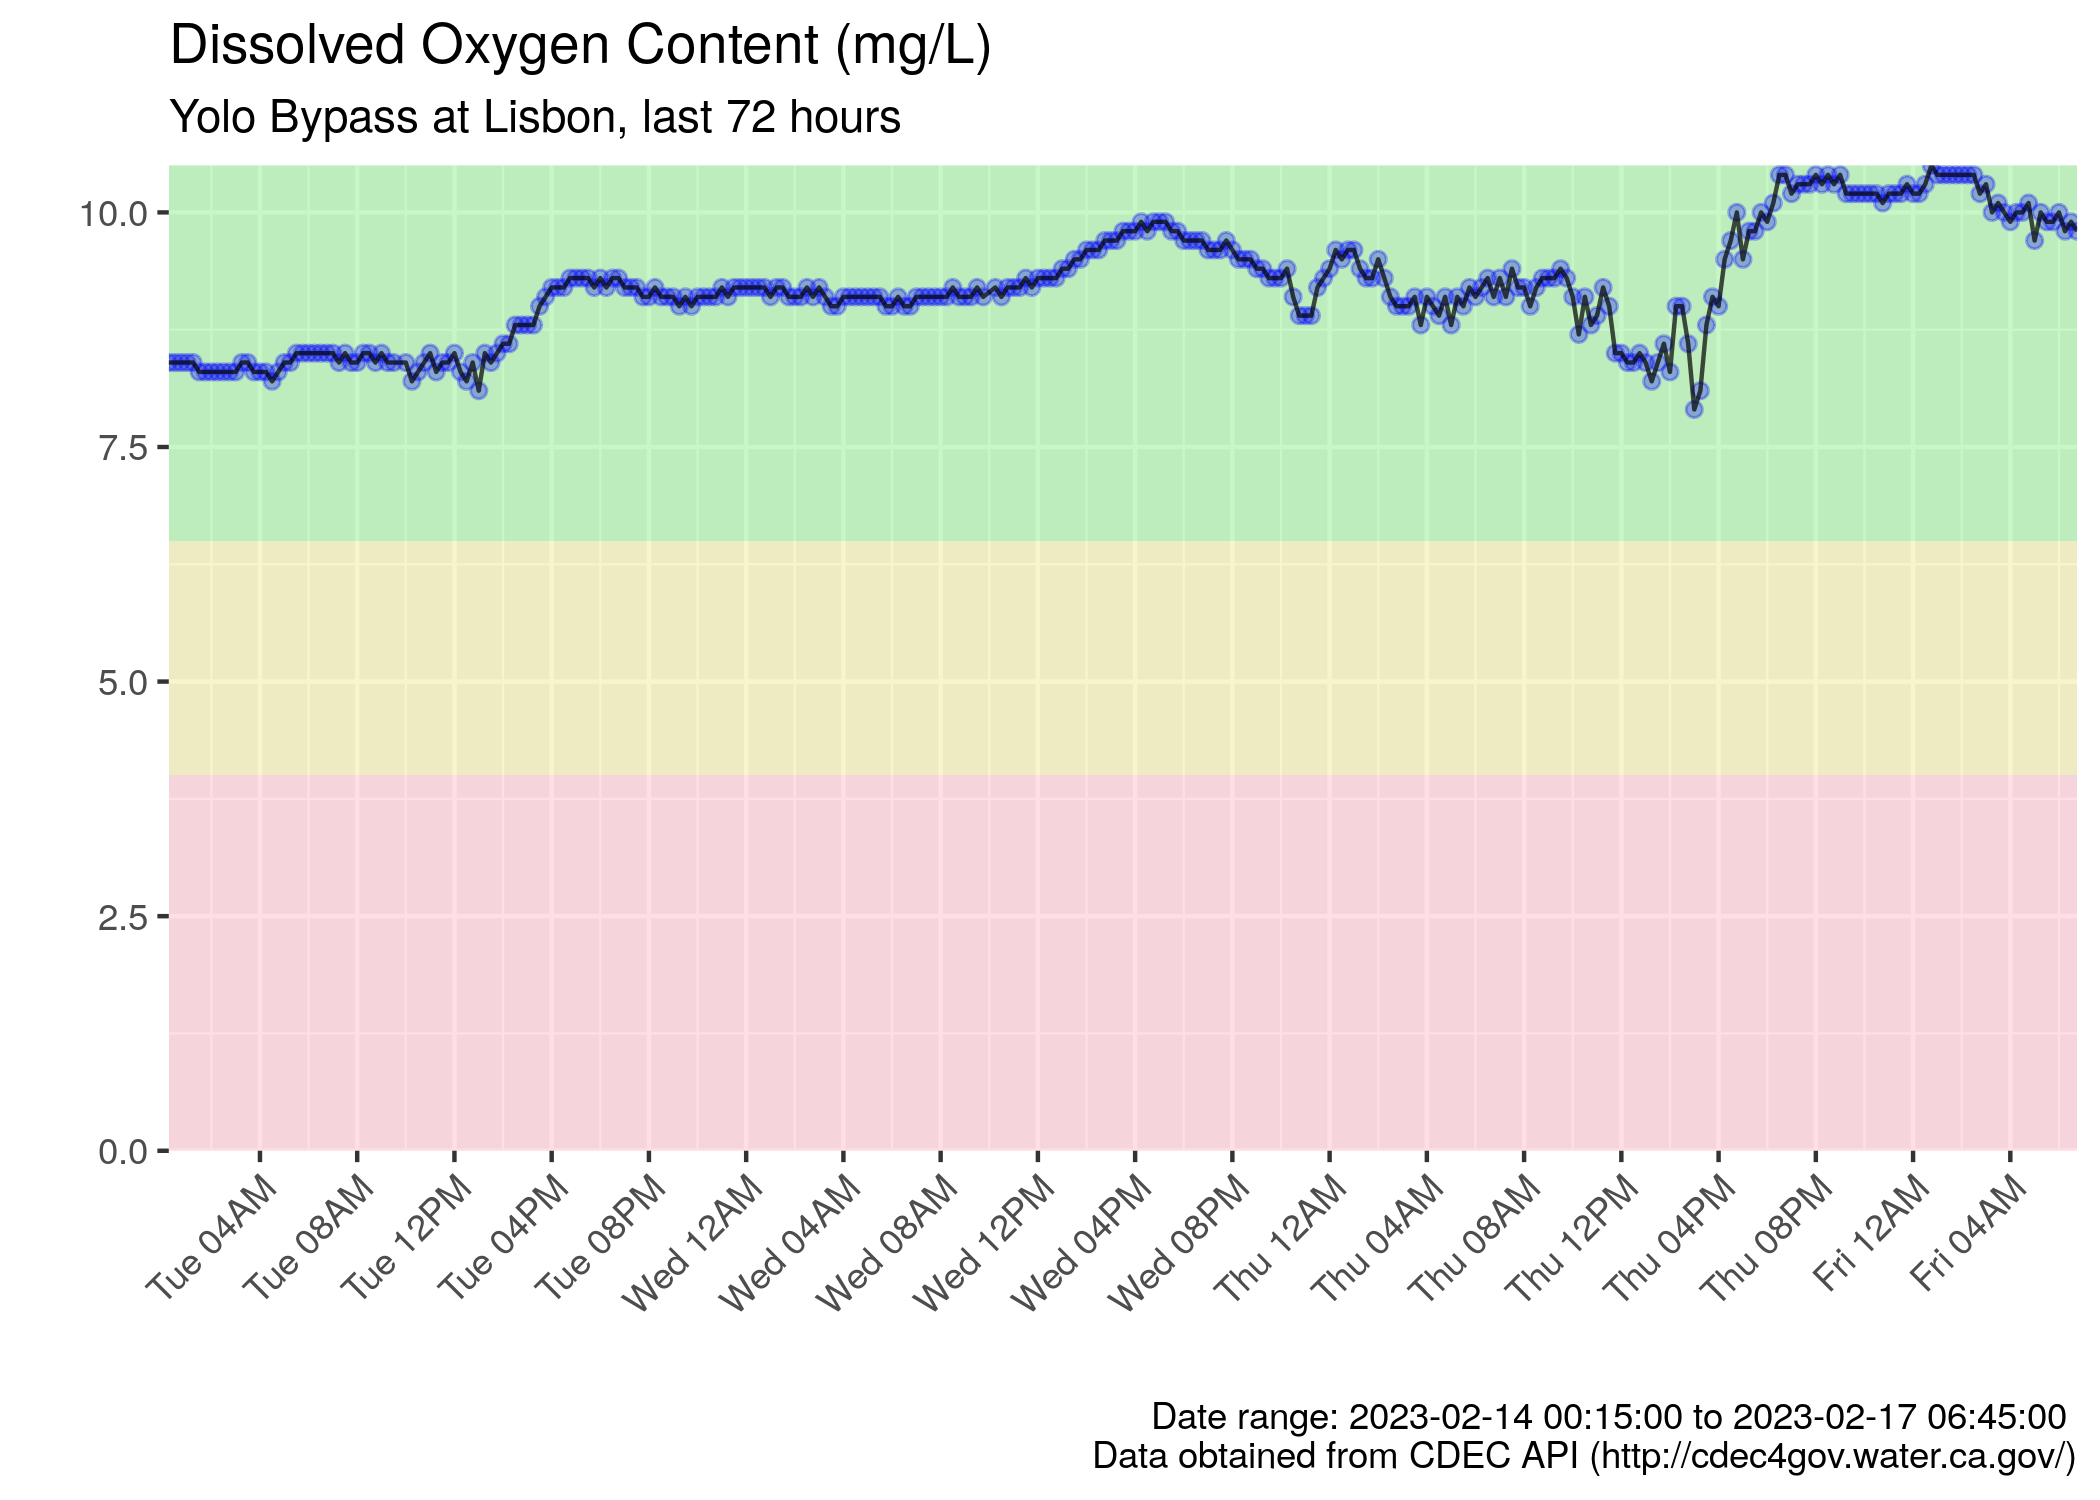 Dissolved Oxygen Content (mg/L)
Yolo Bypass at Lisbon, last 72 hours
10.0
7.5
5.0
2.5
0.0
Tue 04AM
Tue 08AM
Tue 12PM
Tue 04PM
Tue 08PM
Wed 12AM
Wed 04AM
Wed 08AM
Wed 12PM
Wed 04PM
Wed 08PM
Thu 12AM
Thu 04AM
Thu 08AM
Thu 12PM
Thu 04PM
Thu 08PM
Fri 12AM
Fri 04AM
Date range: 2023-02-14 00:15:00 to 2023-02-17 06:45:00
Data obtained from CDEC API (http://cdec4gov.water.ca.gov/)